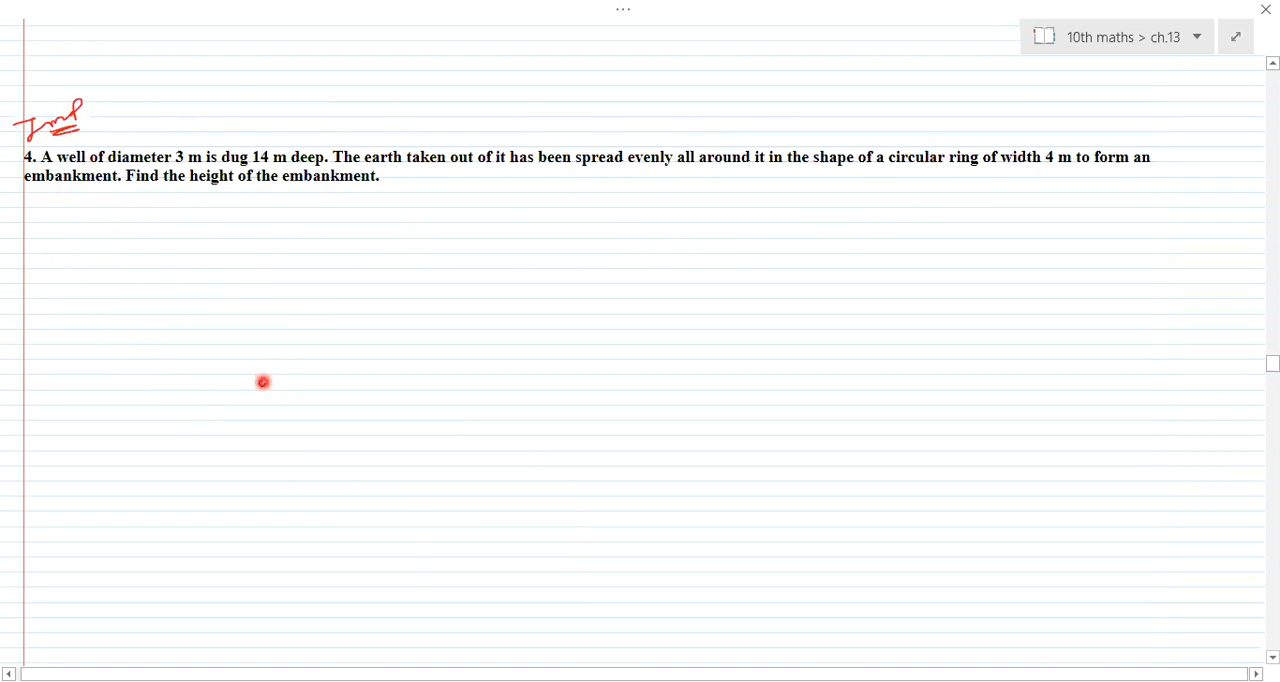 10th maths > ch.13
Imp
4. A well of diameter 3 m is dug 14 m deep. The earth taken out of it has been spread evenly all around it in the shape of a circular ring of width 4 m to form an
embankment. Find the height of the embankment.